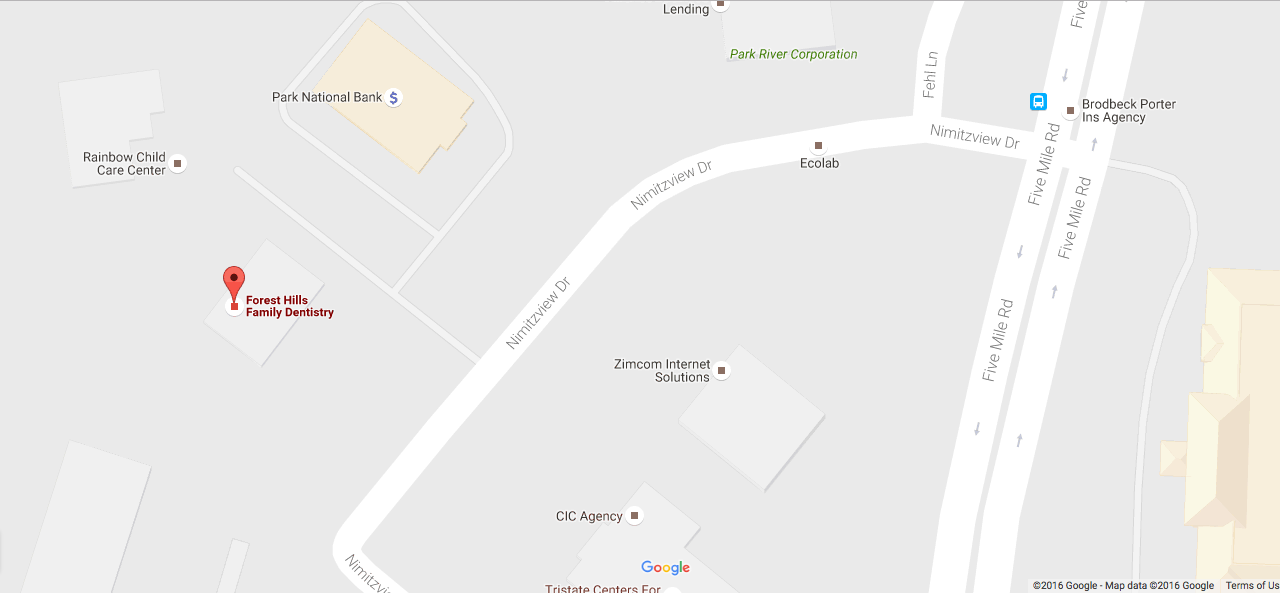 Lending
Park River Corporation
Five
Fehl Ln
Park National Bank
$
Brodbeck Porter
Ins Agency
Nimitzview Dr
Five Mile Rd
Ecolab
Rainbow Child
Care Center
Nimitzview Dr
Five Mile Rd
Forest Hills
Family Dentistry
Nimitzview Dr
Five Mile Rd
Zimcom Internet
Solutions
CIC Agency
Nimitzvi
Google
Tristate Centers For
©2016 Google - Map data ©2016 Google
Terms of Us